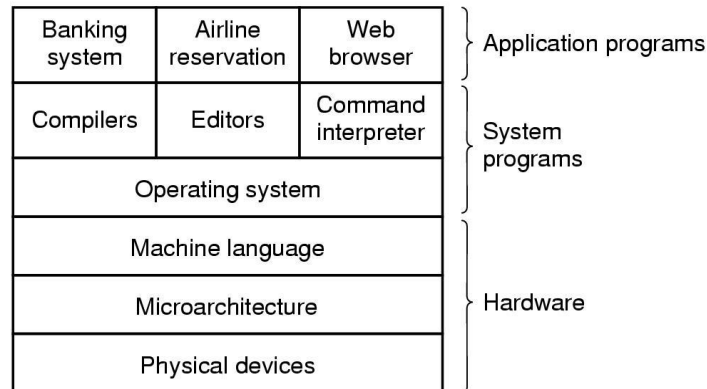 Banking
system
Airline
reservation
Web
browser
Application programs
Compilers
Editors
Command
interpreter
System
programs
Operating system
Machine language
Microarchitecture
Hardware
Physical devices